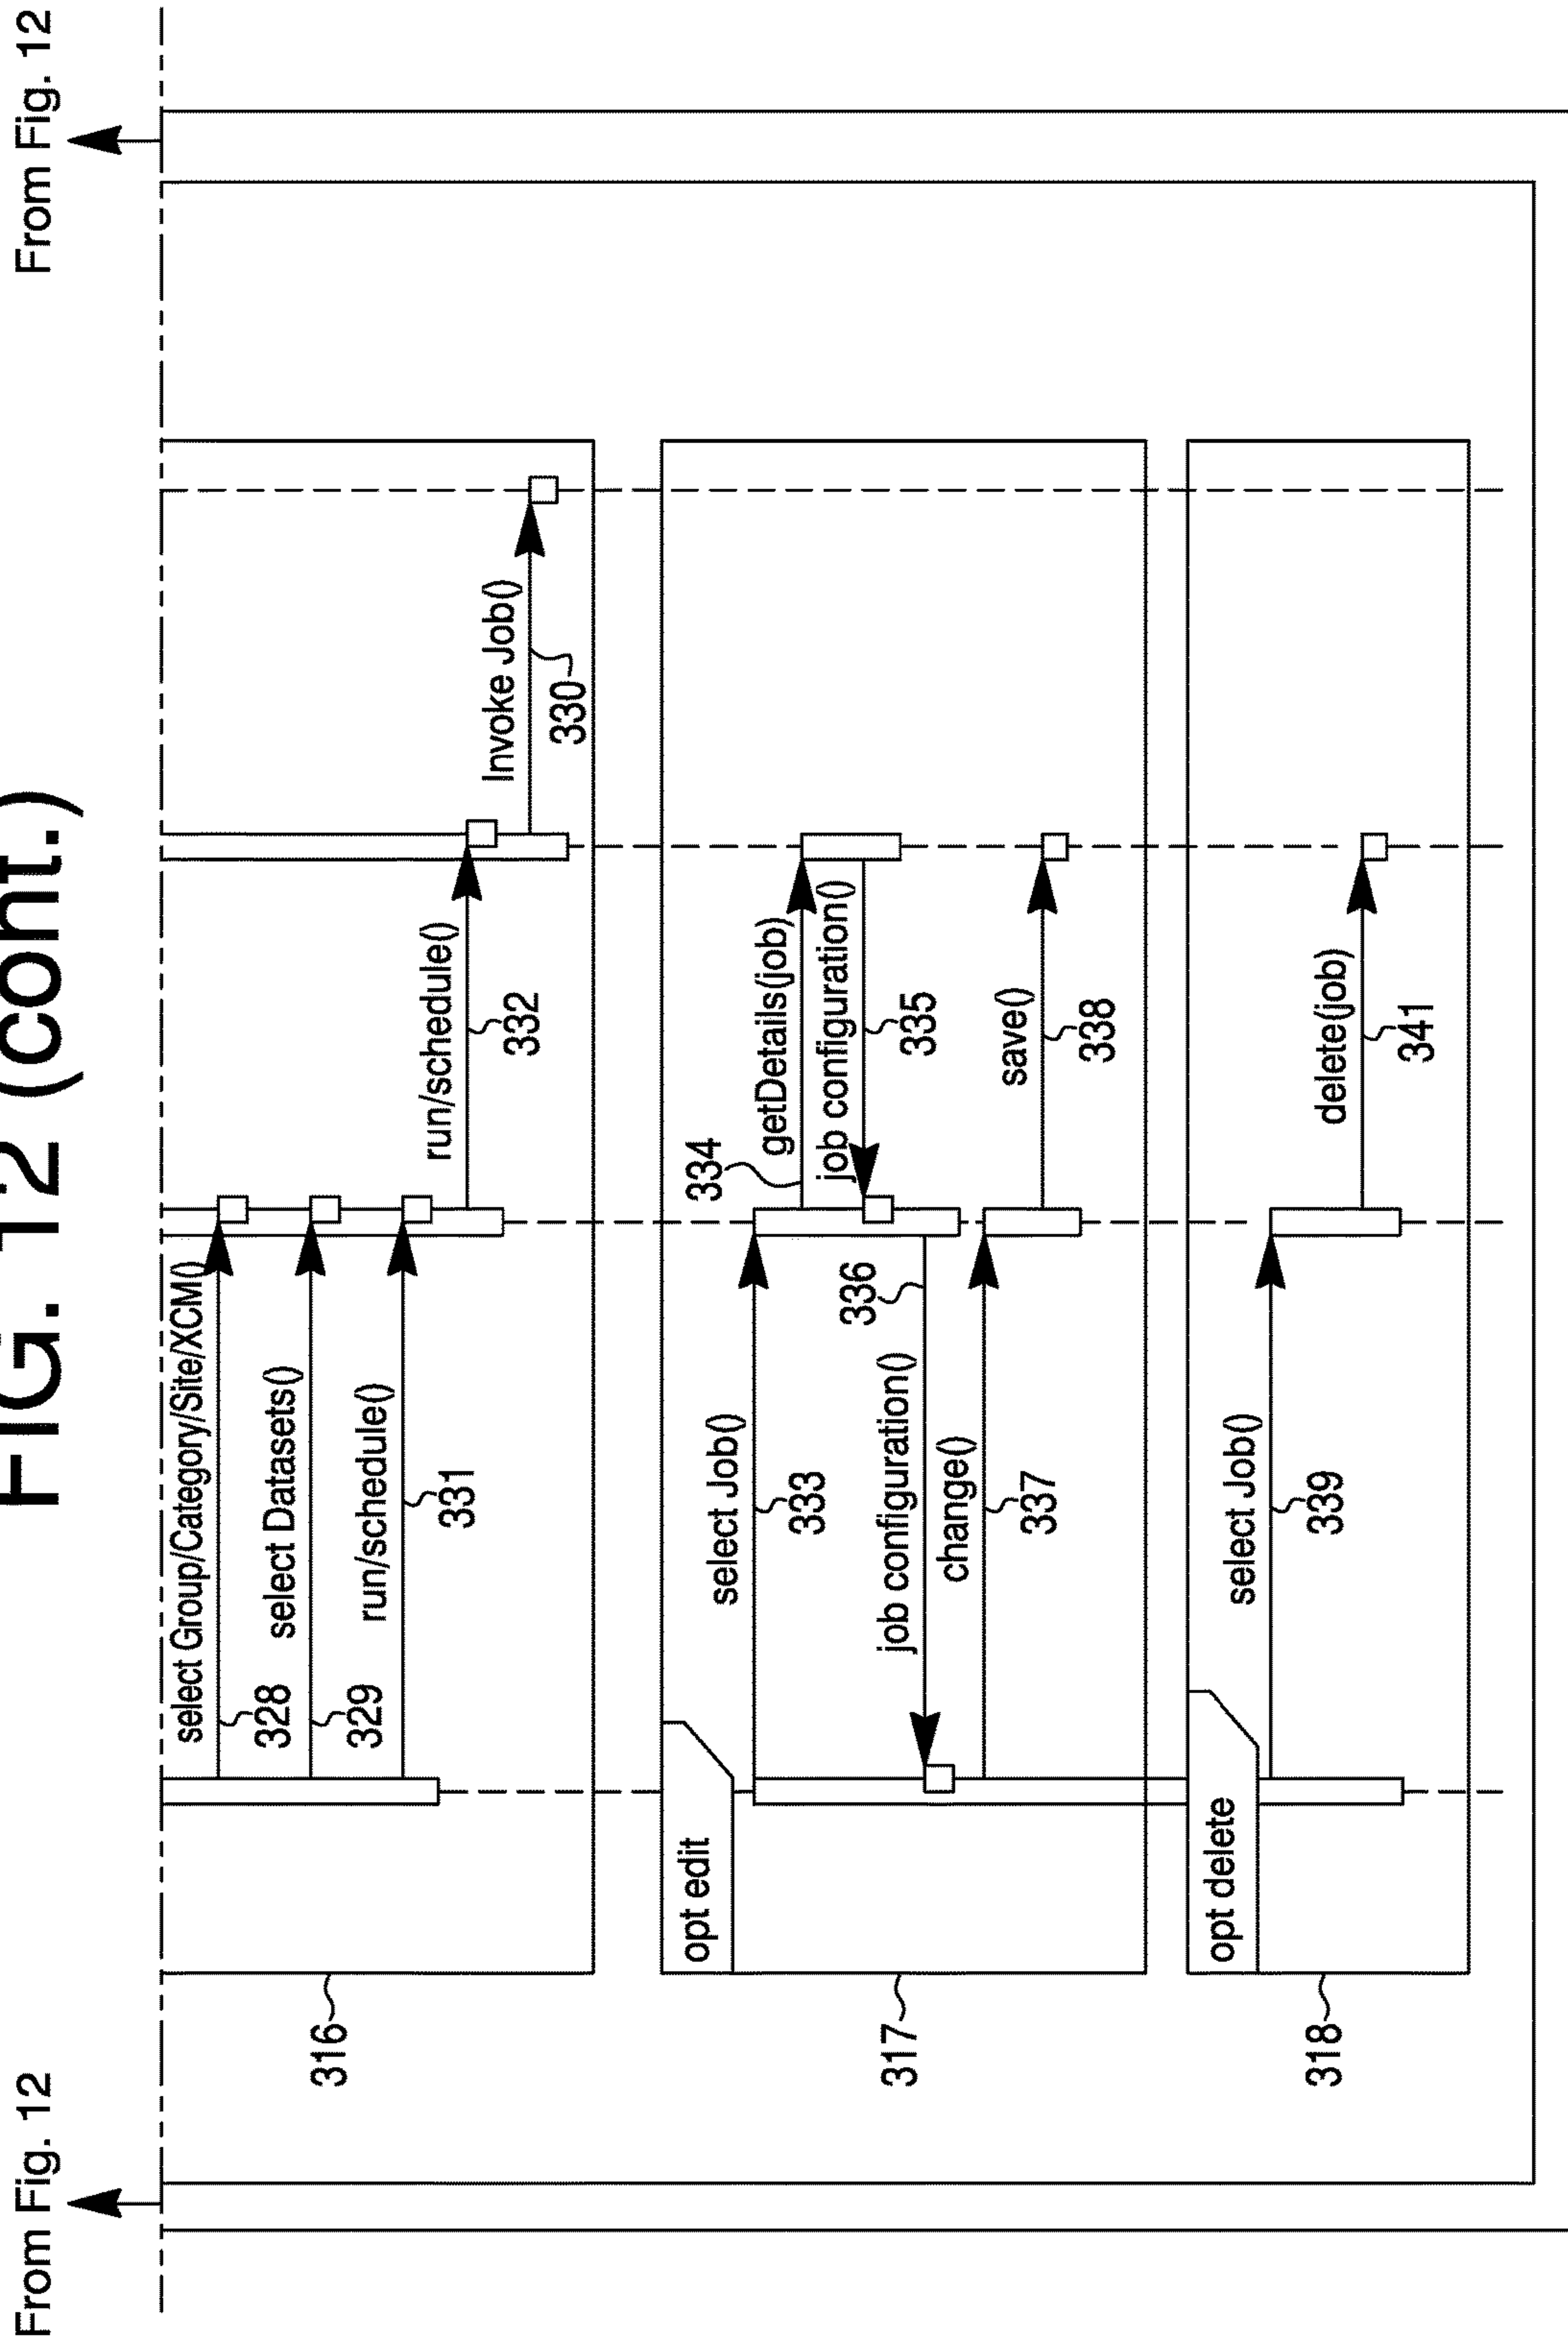 FIG. 12 (cont.)
From Fig. 12
From Fig. 12
316
select Group/Category/Site/XCM()
328
select Datasets()
329
run/schedule()
331
run/schedule()
332
Invoke Job()
330
317
opt edit
select Job()
333
334
getDetails(job)
job configuration()
335
336
job configuration()
change()
337
save()
338
318
opt delete
select Job()
339
delete(job)
341